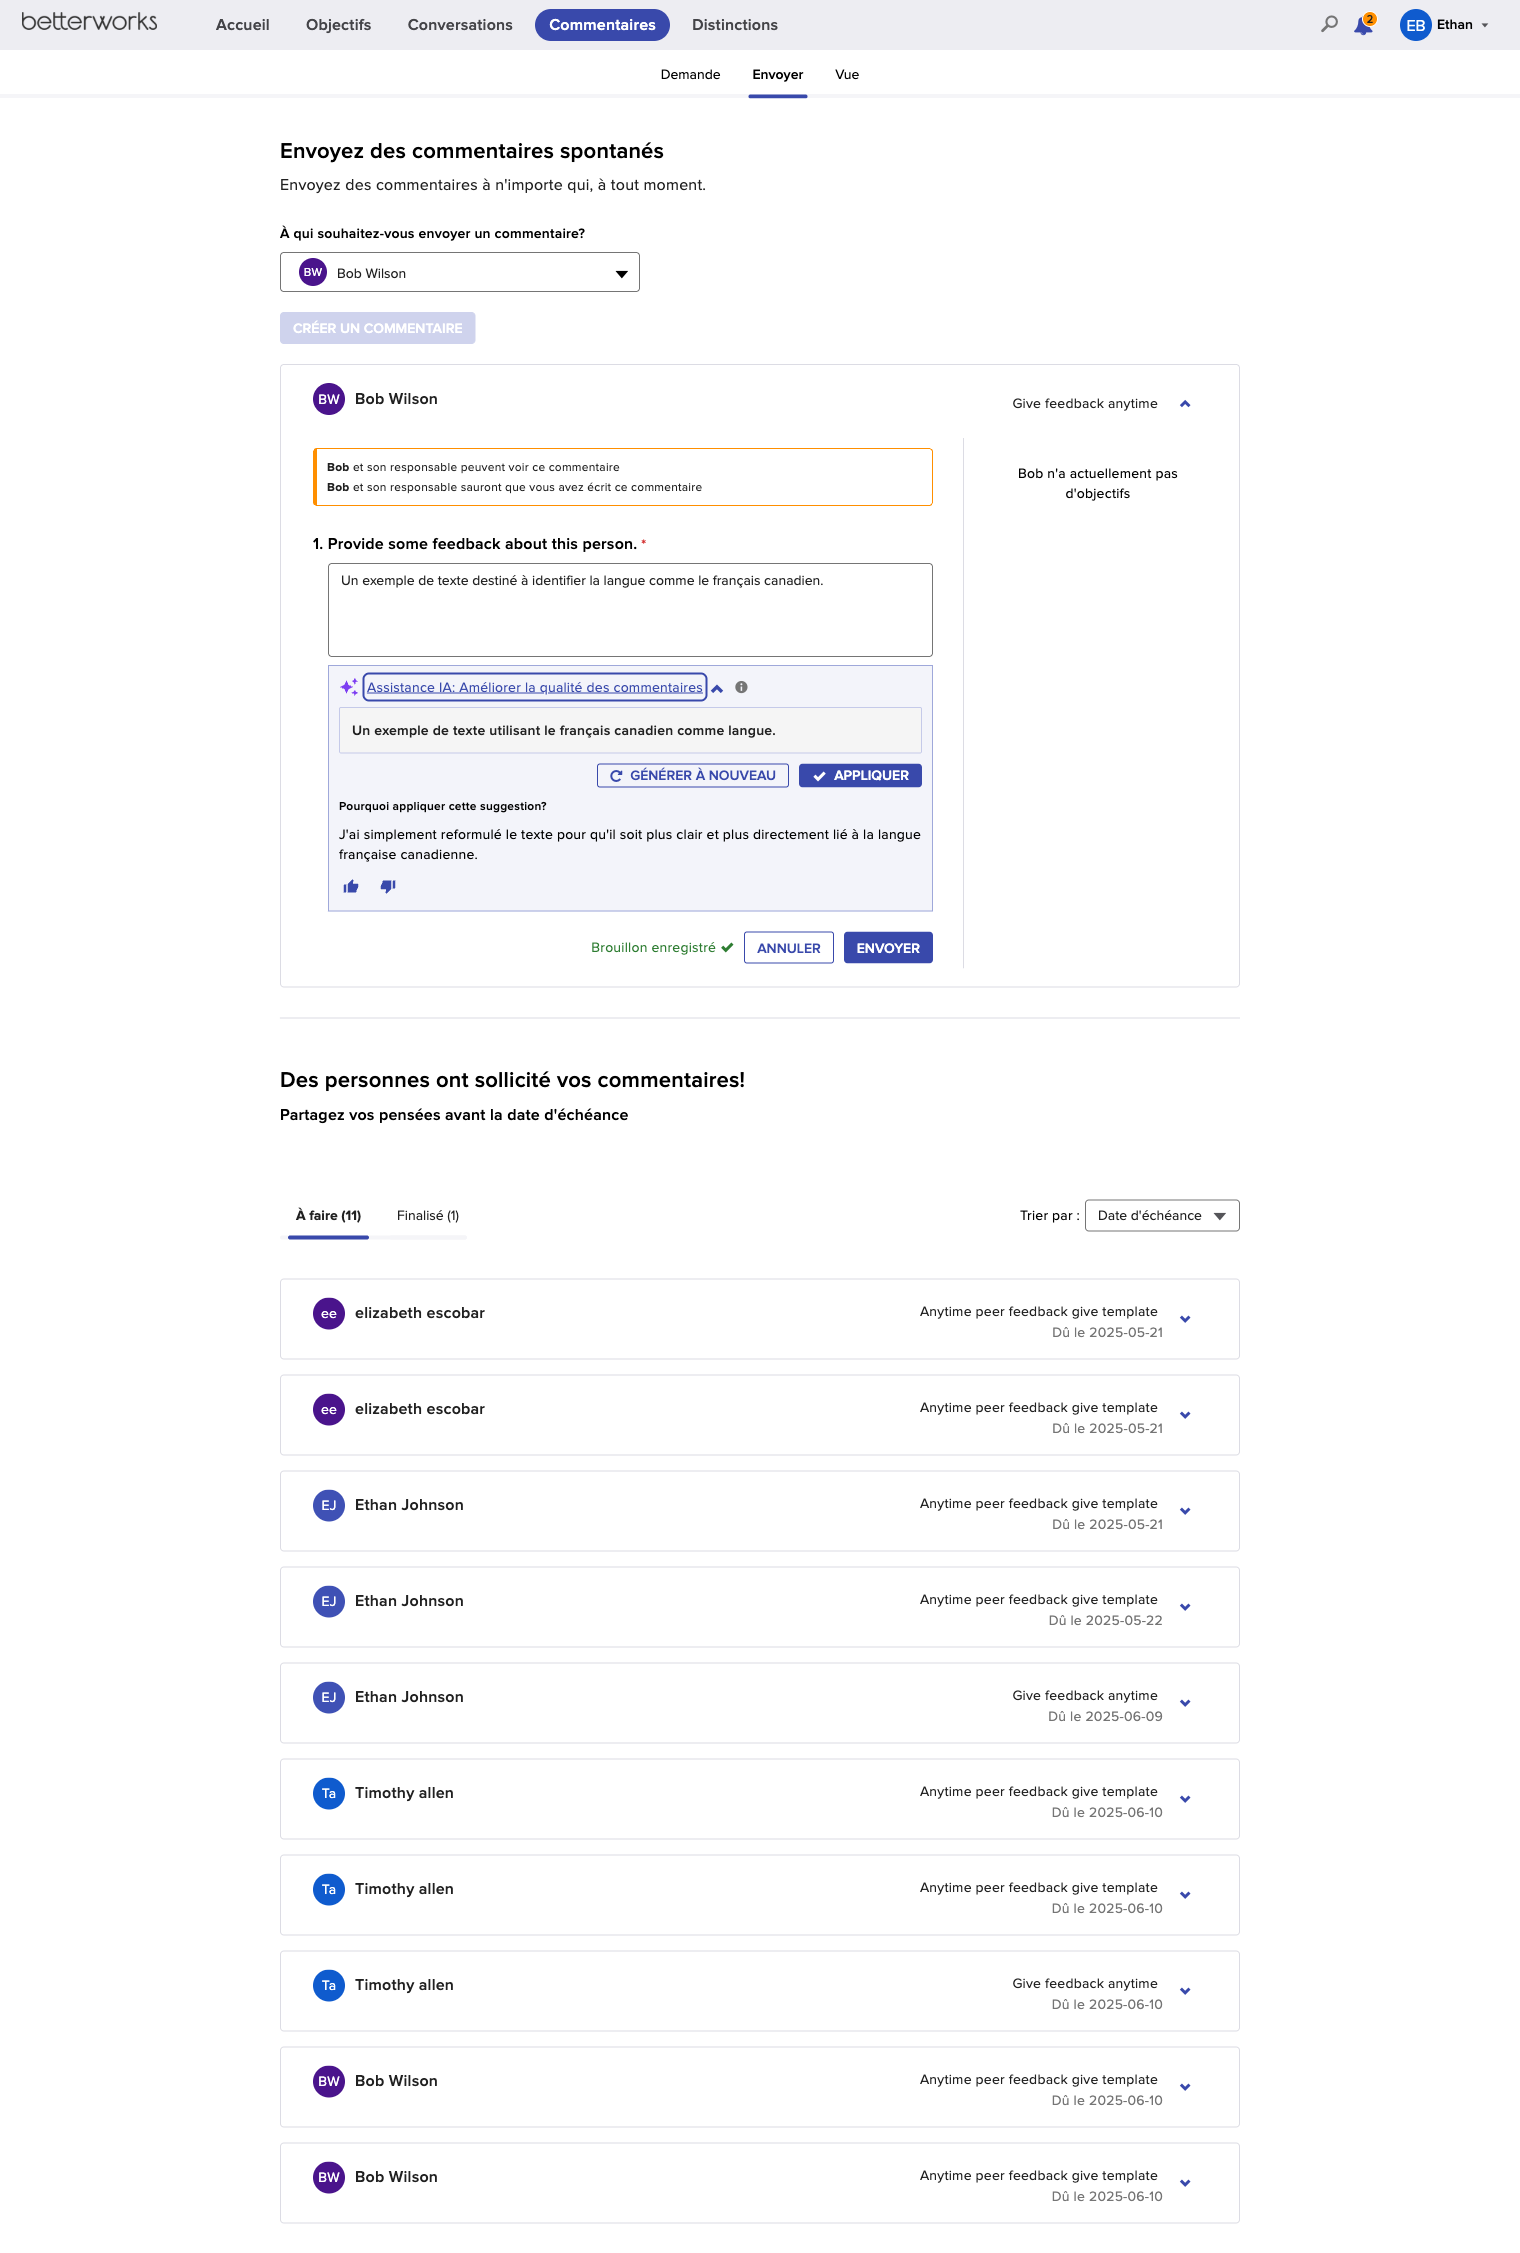 betterworks
Accueil
Objectifs
Conversations
Commentaires
Distinctions
2
EB
Ethan
Demande
Envoyer
Vue
Envoyez des commentaires spontanés
Envoyez des commentaires à n'importe qui, à tout moment.
À qui souhaitez-vous envoyer un commentaire?
BW
Bob Wilson
CRÉER UN COMMENTAIRE
BW
Bob Wilson
Give feedback anytime
Bob et son responsable peuvent voir ce commentaire
Bob et son responsable sauront que vous avez écrit ce commentaire
Bob n'a actuellement pas
d'objectifs
1. Provide some feedback about this person. *
Un exemple de texte destiné à identifier la langue comme le français canadien.
Assistance IA: Améliorer la qualité des commentaires
Un exemple de texte utilisant le français canadien comme langue.
GÉNÉRER À NOUVEAU
APPLIQUER
Pourquoi appliquer cette suggestion?
J'ai simplement reformulé le texte pour qu'il soit plus clair et plus directement lié à la langue
française canadienne.
Brouillon enregistré
ANNULER
ENVOYER
Des personnes ont sollicité vos commentaires!
Partagez vos pensées avant la date d'échéance
À faire (11)
Finalisé (1)
Trier par :
Date d'échéance
ee
elizabeth escobar
Anytime peer feedback give template
Dû le 2025-05-21
ee
elizabeth escobar
Anytime peer feedback give template
Dû le 2025-05-21
EJ
Ethan Johnson
Anytime peer feedback give template
Dû le 2025-05-21
EJ
Ethan Johnson
Anytime peer feedback give template
Dû le 2025-05-22
EJ
Ethan Johnson
Give feedback anytime
Dû le 2025-06-09
Ta
Timothy allen
Anytime peer feedback give template
Dû le 2025-06-10
Ta
Timothy allen
Anytime peer feedback give template
Dû le 2025-06-10
Ta
Timothy allen
Give feedback anytime
Dû le 2025-06-10
BW
Bob Wilson
Anytime peer feedback give template
Dû le 2025-06-10
BW
Bob Wilson
Anytime peer feedback give template
Dû le 2025-06-10